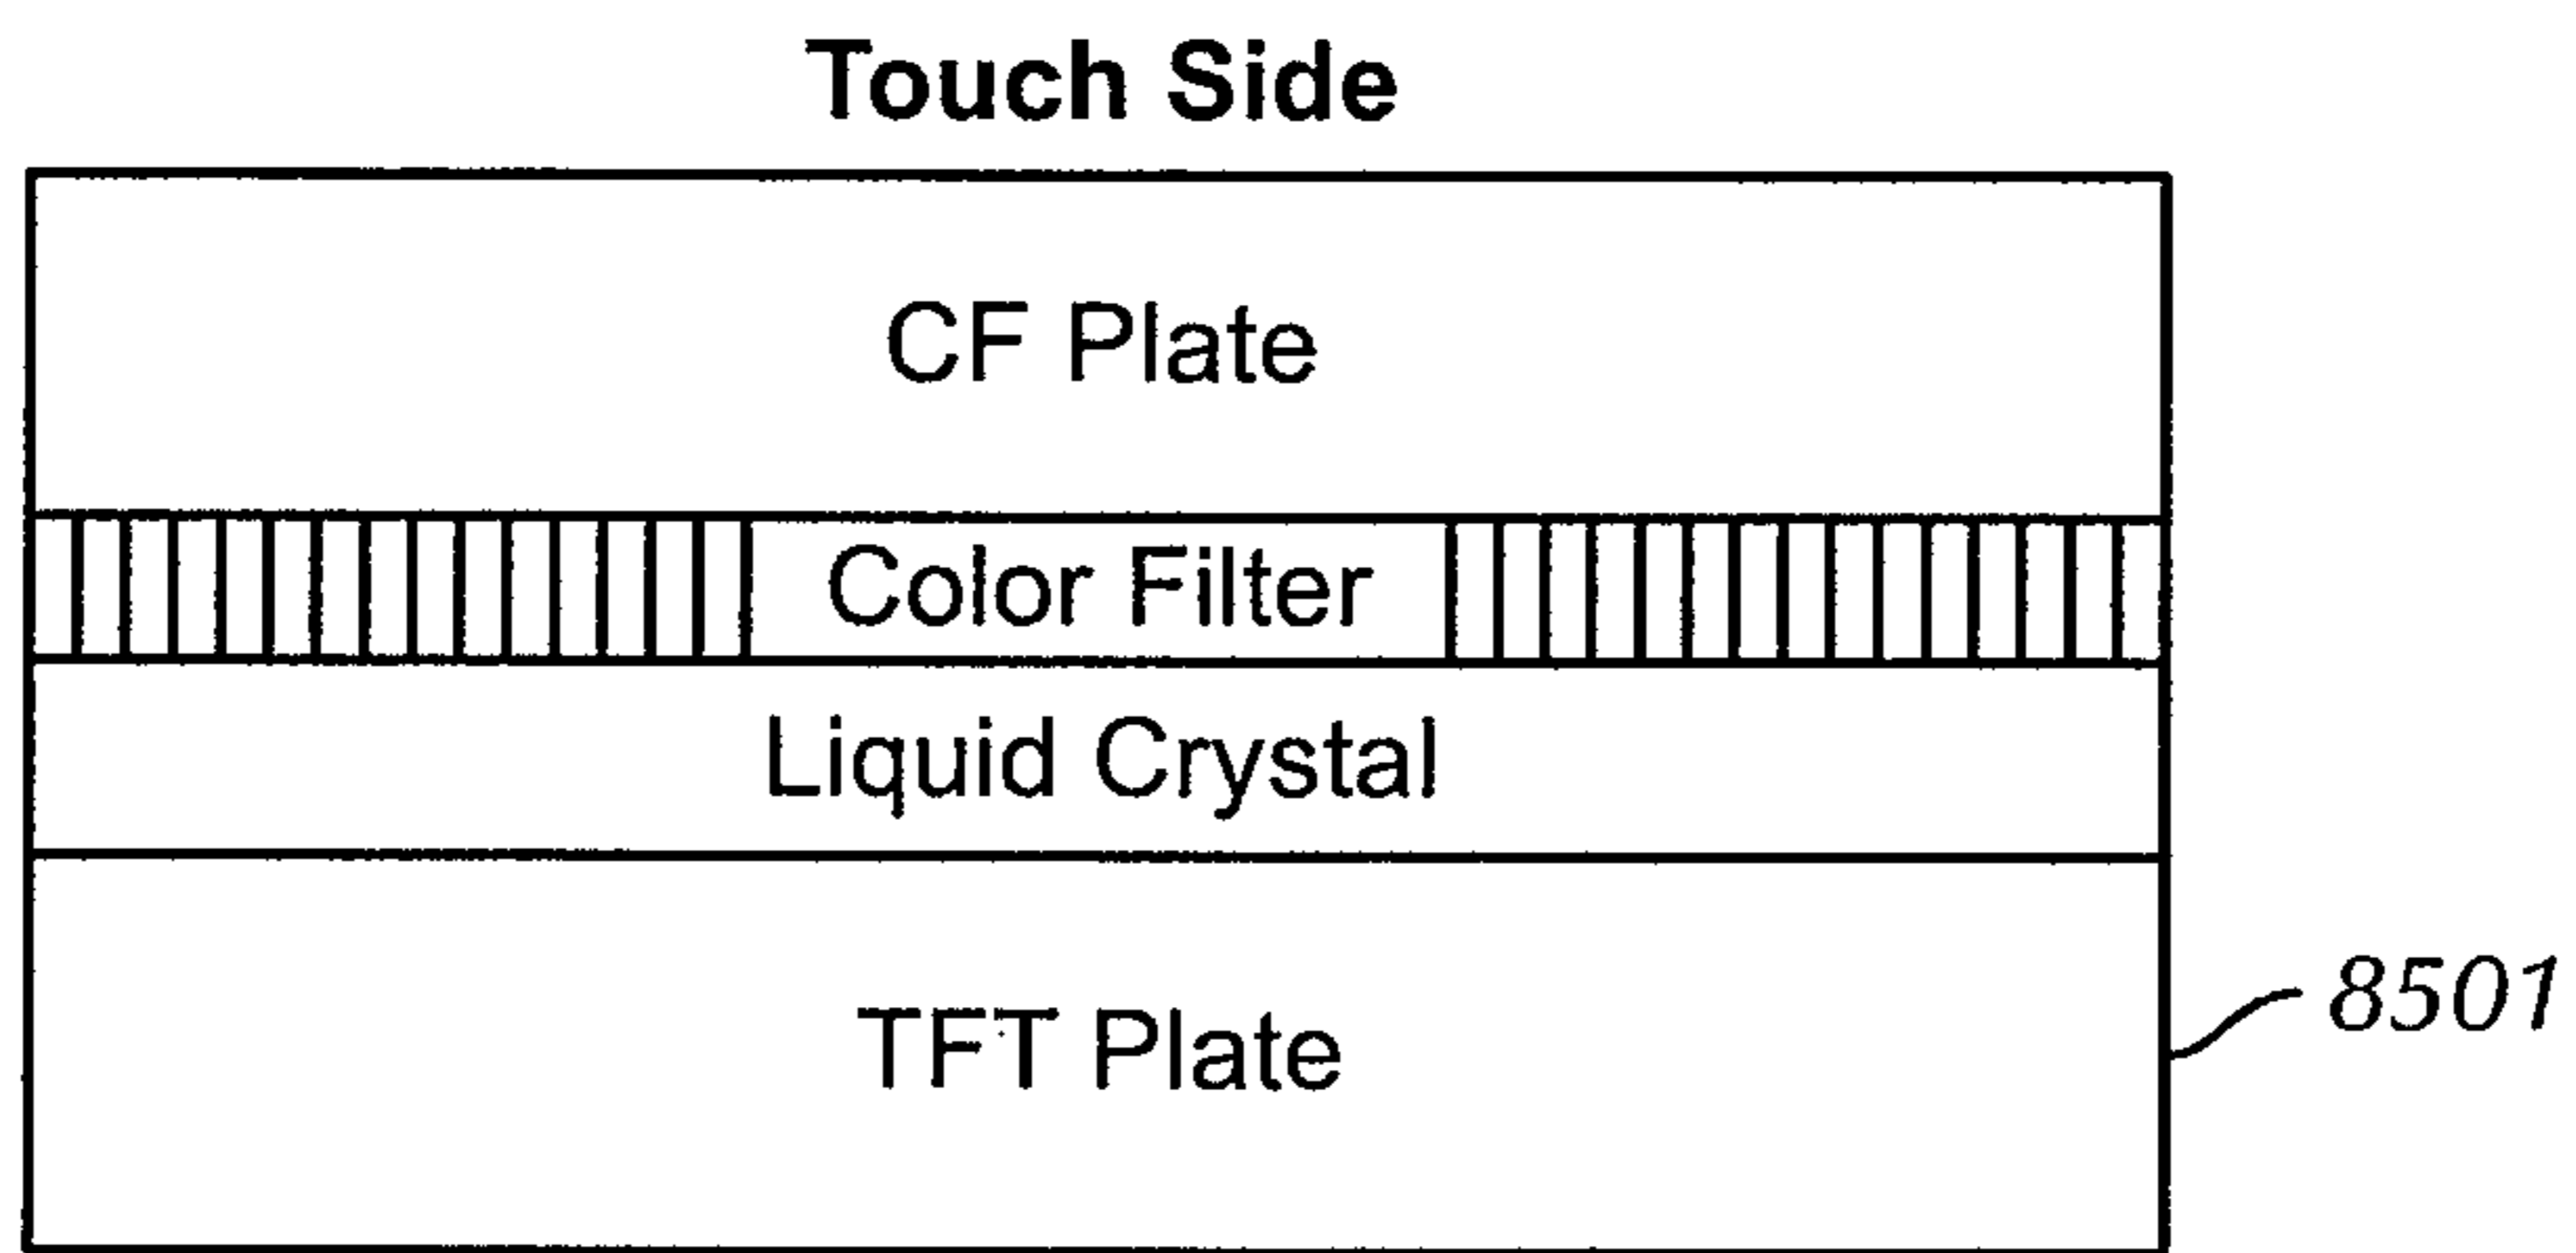 Touch Side
CF Plate
Color Filter
Liquid Crystal
TFT Plate
8501